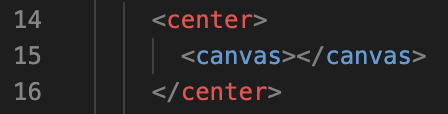 14 <center>
15 <canvas></canvas>
16 </center>